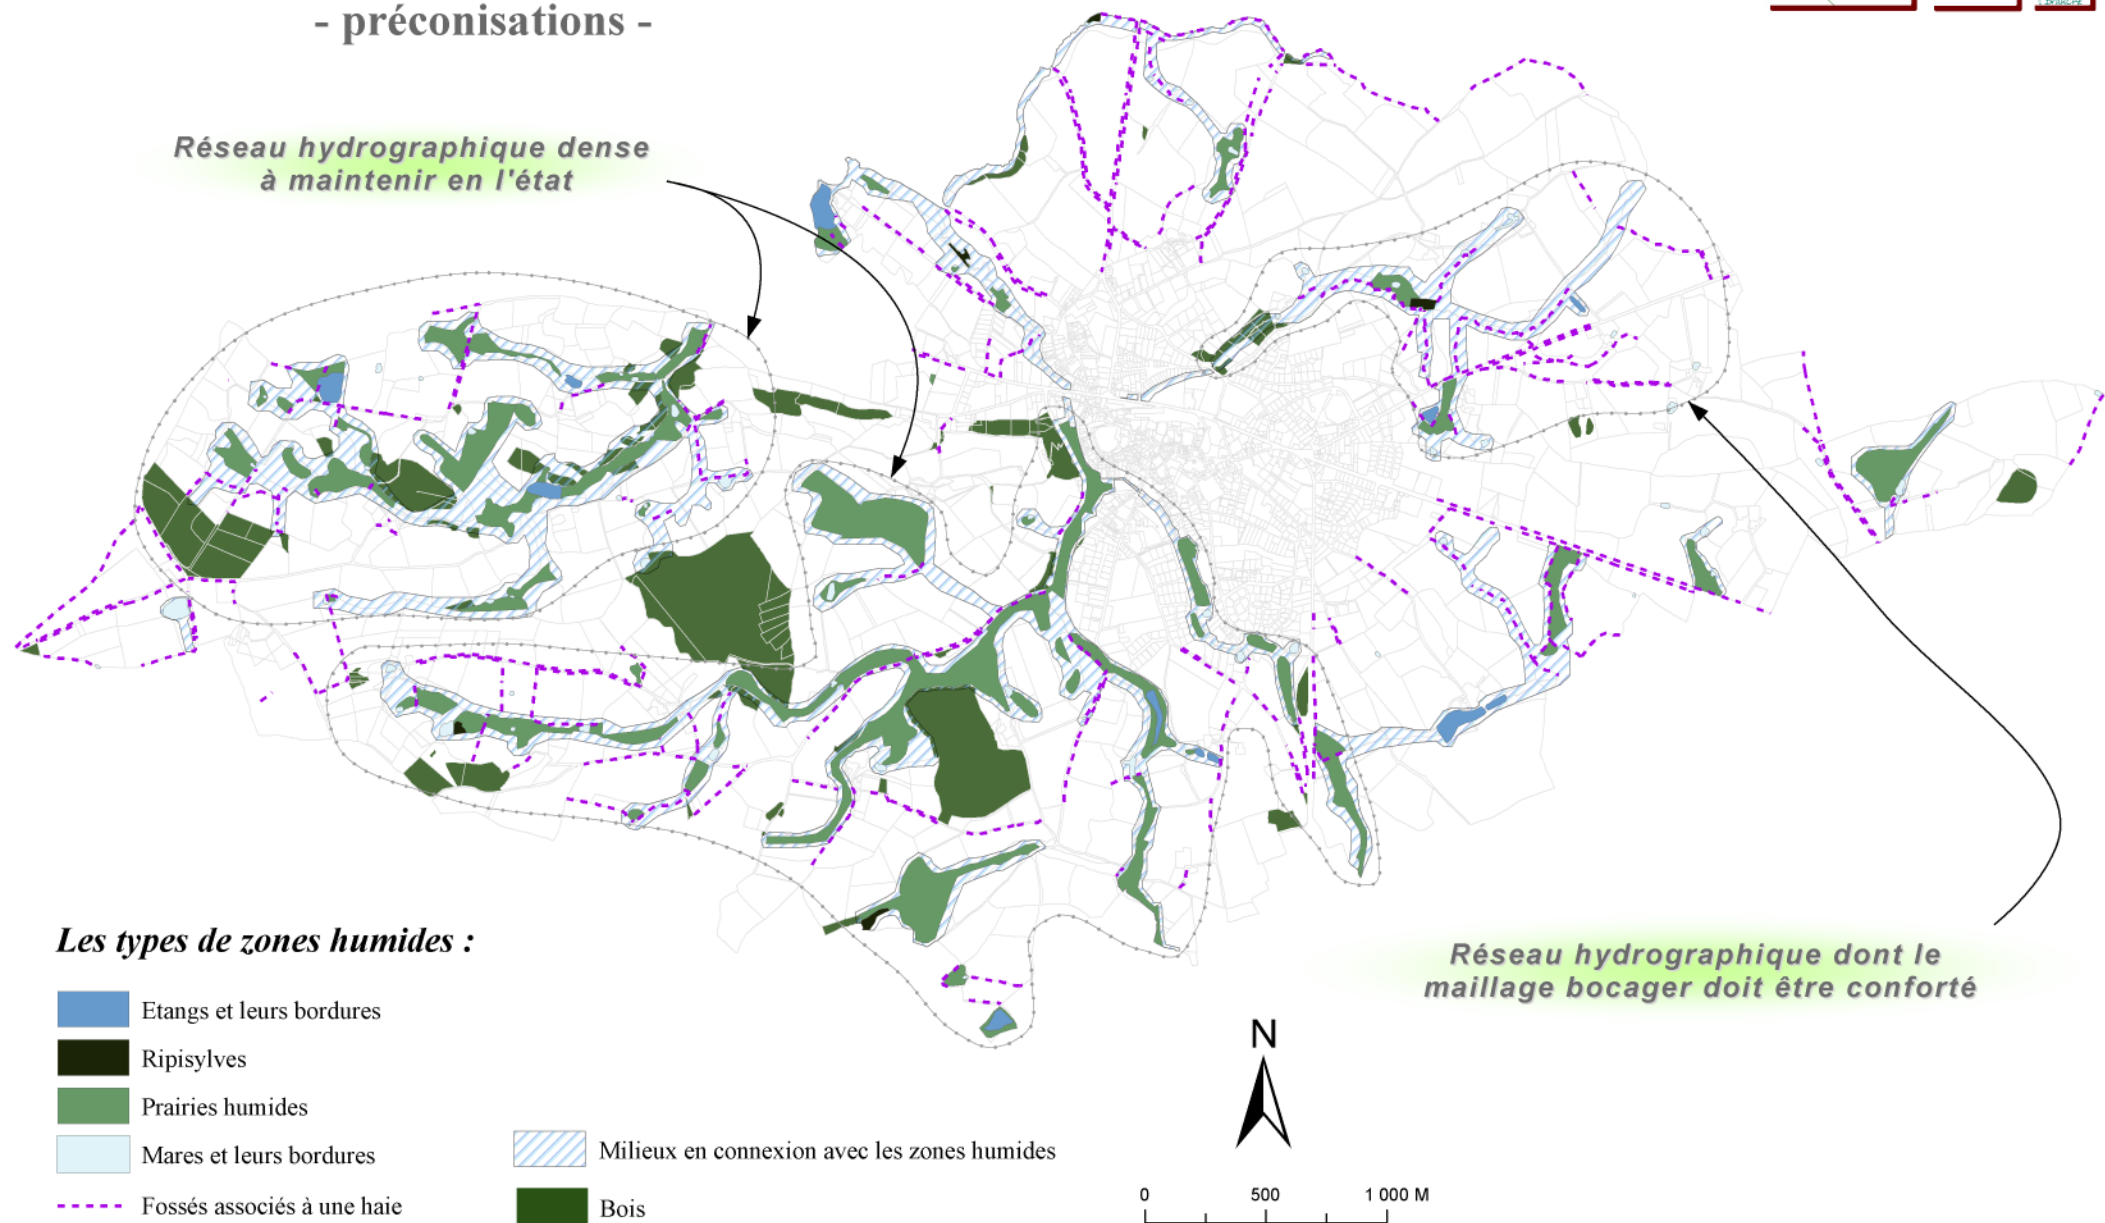 - préconisations -
Réseau hydrographique dense
à maintenir en l'état
Réseau hydrographique dont le
maillage bocager doit être conforté
Les types de zones humides :
Etangs et leurs bordures
Ripisylves
Prairies humides
Mares et leurs bordures
Fossés associés à une haie
Milieux en connexion avec les zones humides
Bois
N
0 500 1 000 M